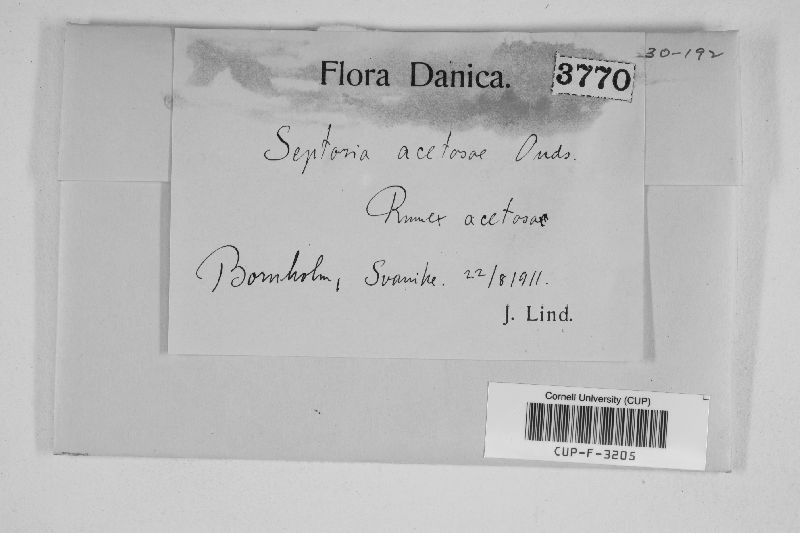 30-192
Flora Danica. 3770
Septoria acetosae Ouds.
Rumex acetosae
Bornholm, Svanike. 22/8 1911.
J. Lind.
Cornell University (CUP)
CUP-F-3205